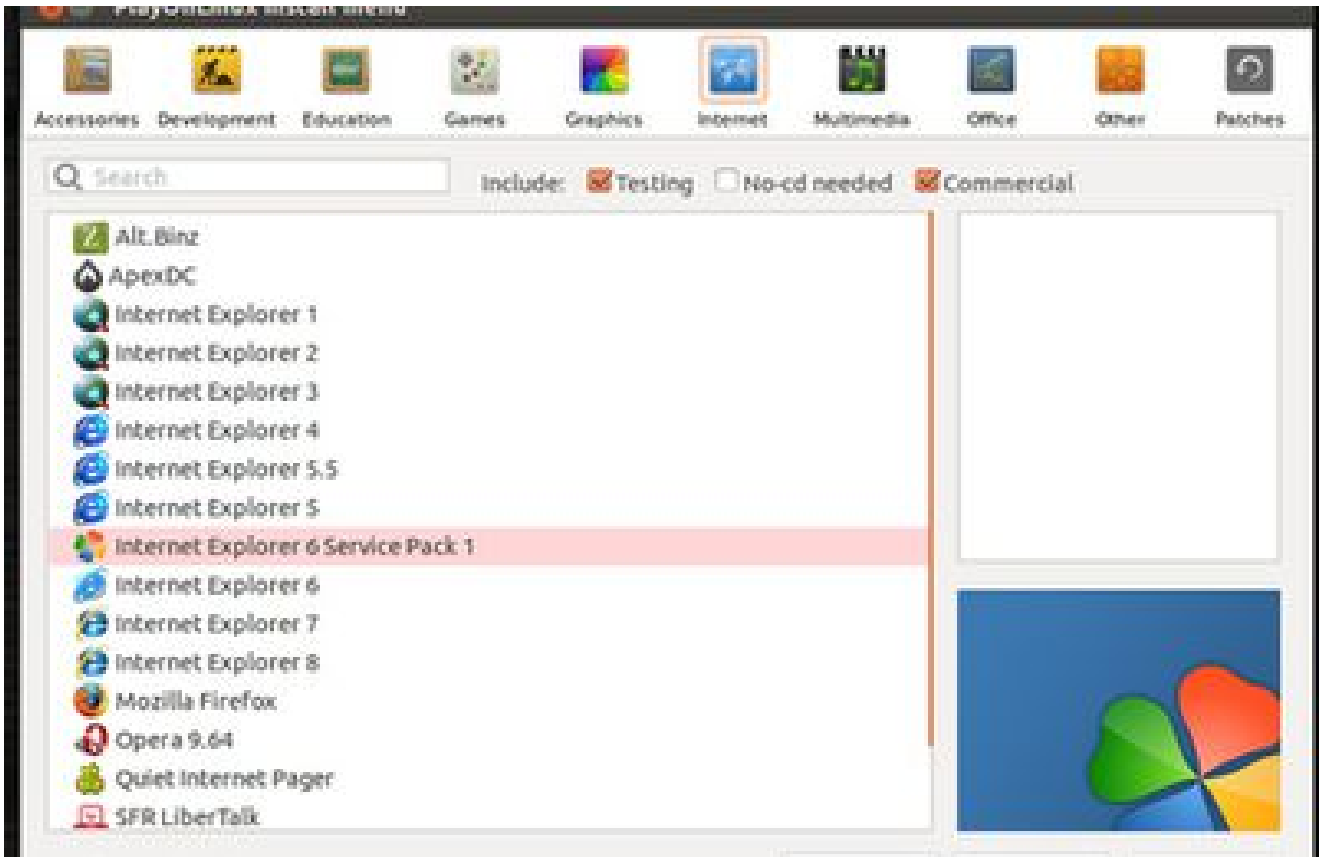 PlayOnLinux install menu
Accessories Development Education Games Graphics Internet Multimedia Office Other Patches
Search Include: Testing No-cd needed Commercial
Alt.Binz
ApexDC
Internet Explorer 1
Internet Explorer 2
Internet Explorer 3
Internet Explorer 4
Internet Explorer 5.5
Internet Explorer 5
Internet Explorer 6 Service Pack 1
Internet Explorer 6
Internet Explorer 7
Internet Explorer 8
Mozilla Firefox
Opera 9.64
Quiet Internet Pager
SFR LiberTalk